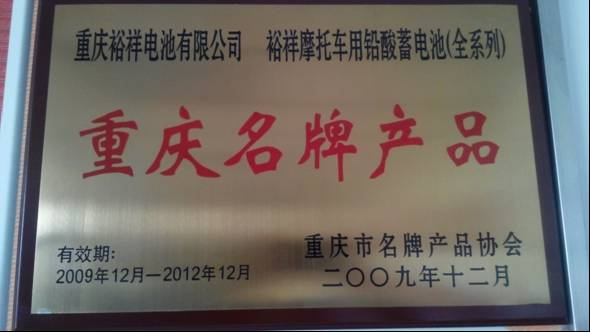 重庆裕祥电池有限公司 裕祥摩托车用铅酸蓄电池(全系列)
重庆名牌产品
有效期:
2009年12月—2012年12月
重庆市名牌产品协会
二〇〇九年十二月